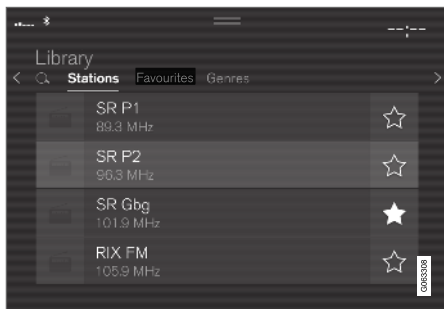 --:--
Library
Stations Favourites Genres
SR P1
89.3 MHz
SR P2
96.3 MHz
SR Gbg
101.9 MHz
RIX FM
105.9 MHz
G063308